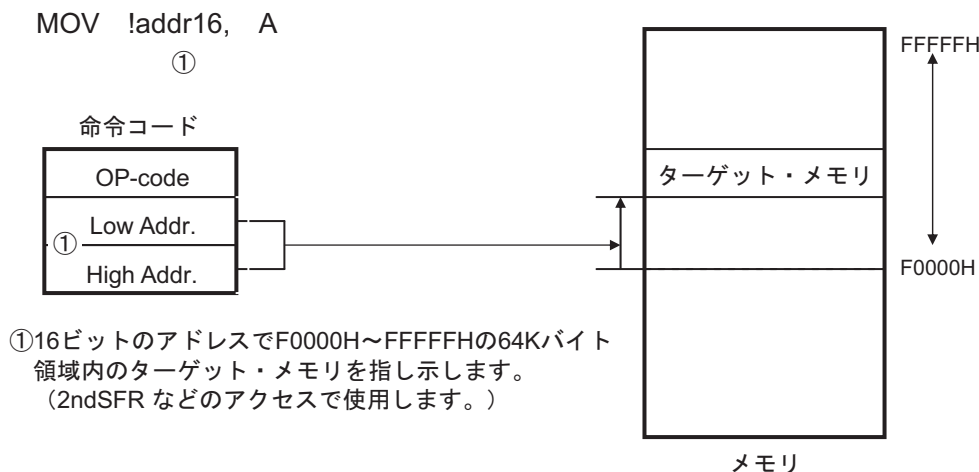 MOV !addr16, A
①
命令コード
OP-code
Low Addr.
①
High Addr.
FFFFFH
ターゲット・メモリ
F0000H
①16ビットのアドレスでF0000H～FFFFFHの64Kバイト
領域内のターゲット・メモリを指し示します。
（2ndSFR などのアクセスで使用します。）
メモリ